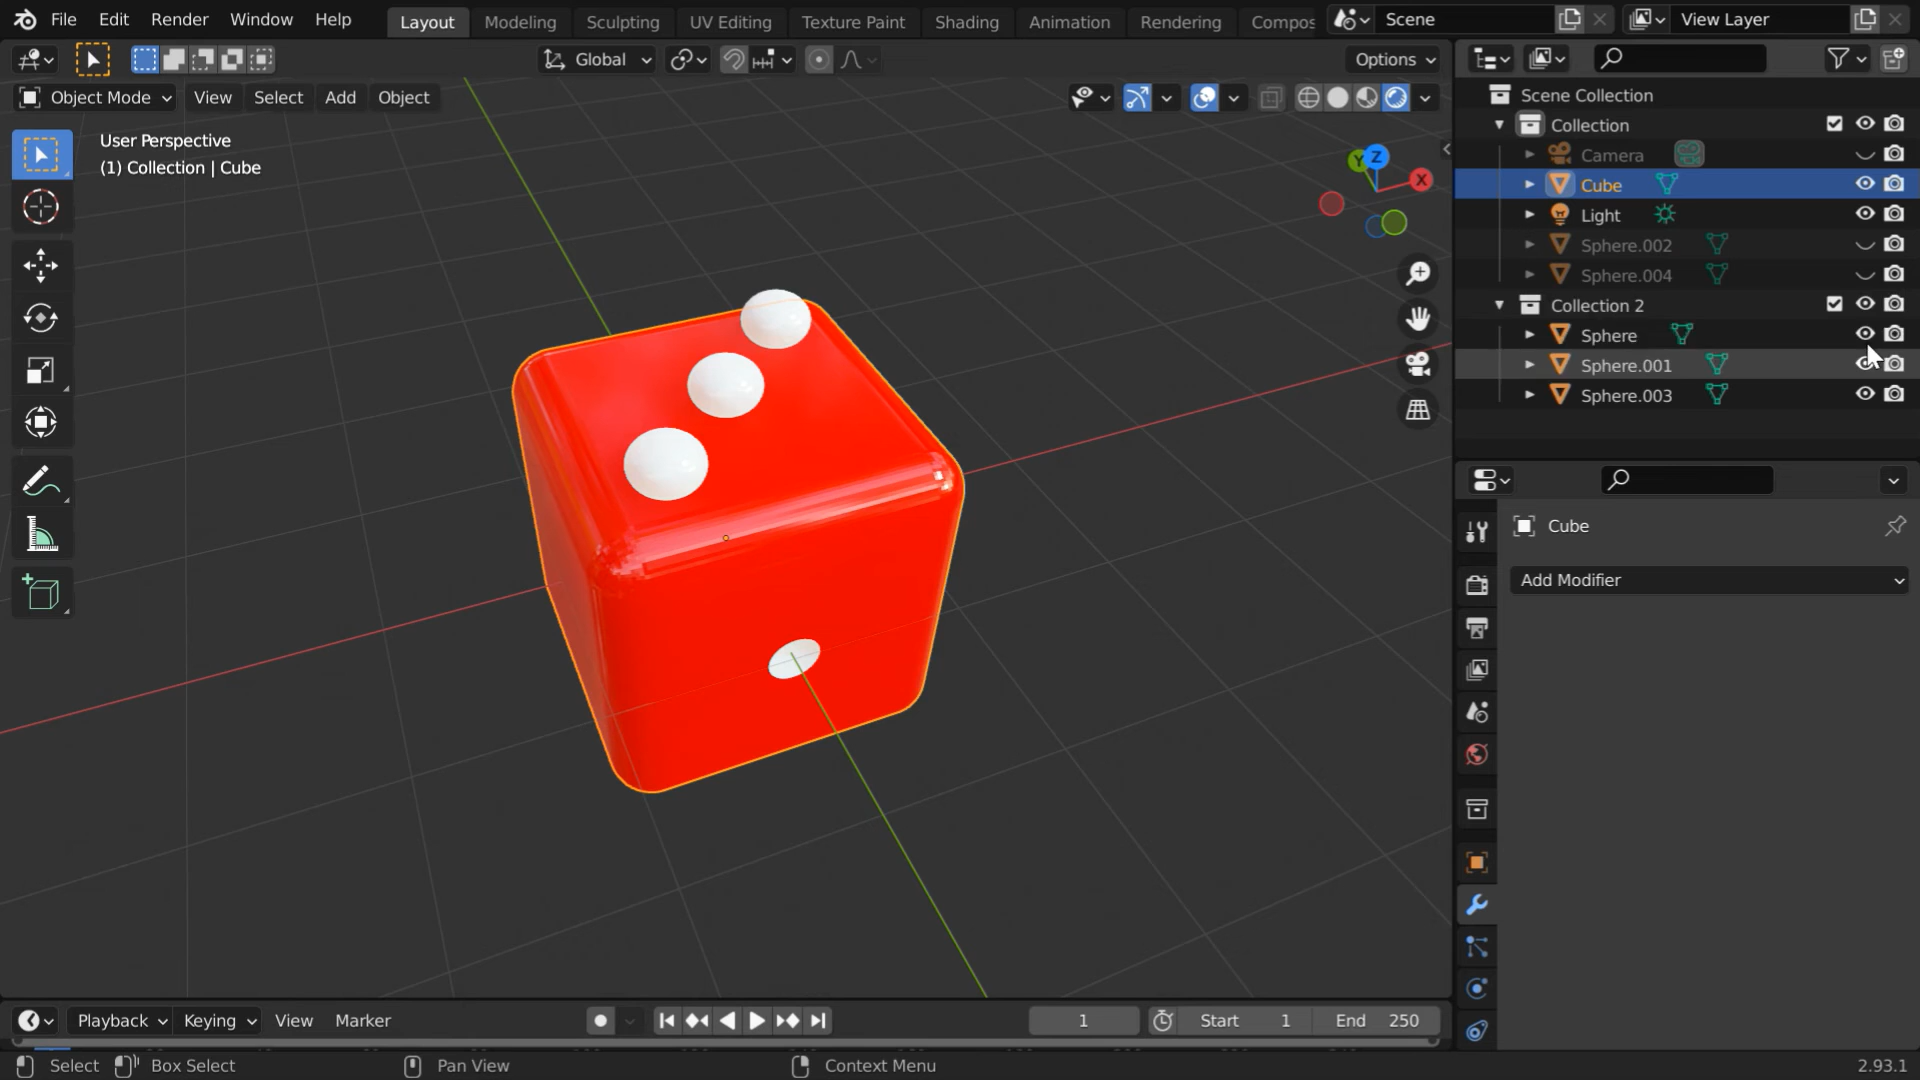 File Edit Render Window Help Layout Modeling Sculpting UV Editing Texture Paint Shading Animation Rendering Compos Scene View Layer
Global Options
Object Mode View Select Add Object
User Perspective
(1) Collection | Cube
Y Z X
Scene Collection
Collection
Camera
Cube
Light
Sphere.002
Sphere.004
Collection 2
Sphere
Sphere.001
Sphere.003
Cube
Add Modifier
Playback Keying View Marker 1 Start 1 End 250
Select Box Select Pan View Context Menu 2.93.1